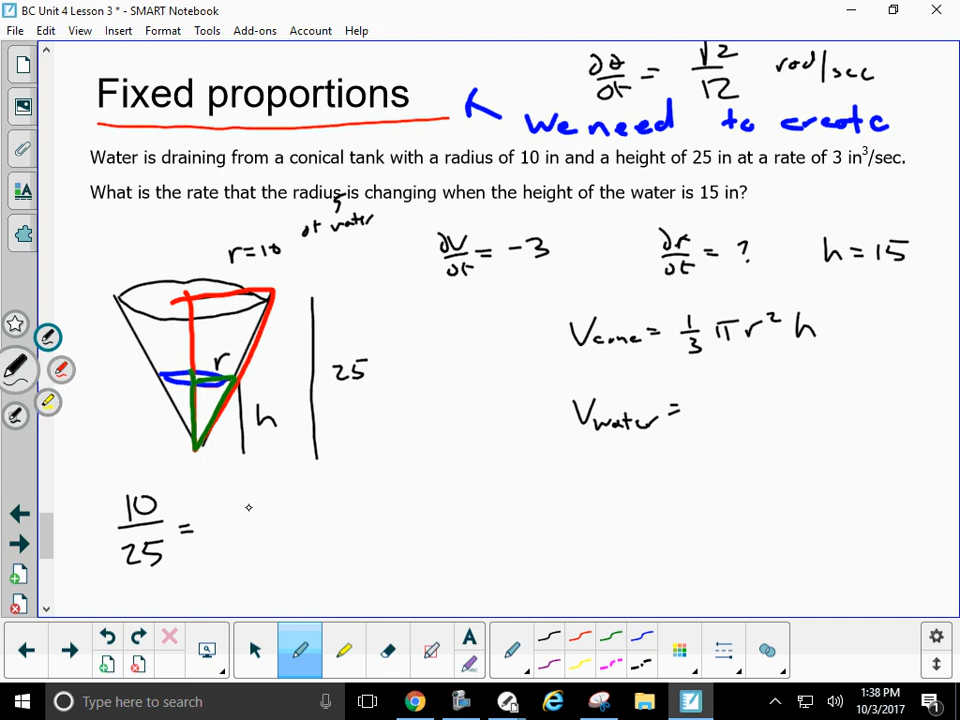 BC Unit 4 Lesson 3 * - SMART Notebook
File Edit View Insert Format Tools Add-ons Account Help
∂z/∂t = √2/12 rad/sec
Fixed proportions
We need to create
Water is draining from a conical tank with a radius of 10 in and a height of 25 in at a rate of 3 in³/sec.
What is the rate that the radius is changing when the height of the water is 15 in?
of water
r=10
∂V/∂t = -3
∂r/∂t = ?
h = 15
Vcone = 1/3 π r² h
r
25
h
Vwater =
10/25 =
A
Type here to search
1:38 PM
10/3/2017
1